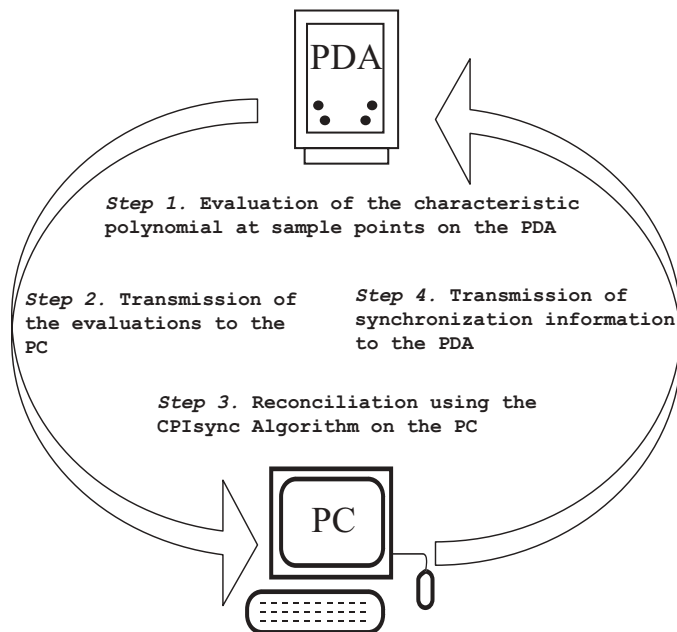 PDA
Step 1. Evaluation of the characteristic
polynomial at sample points on the PDA
Step 2. Transmission of
the evaluations to the
PC
Step 4. Transmission of
synchronization information
to the PDA
Step 3. Reconciliation using the
CPIsync Algorithm on the PC
PC